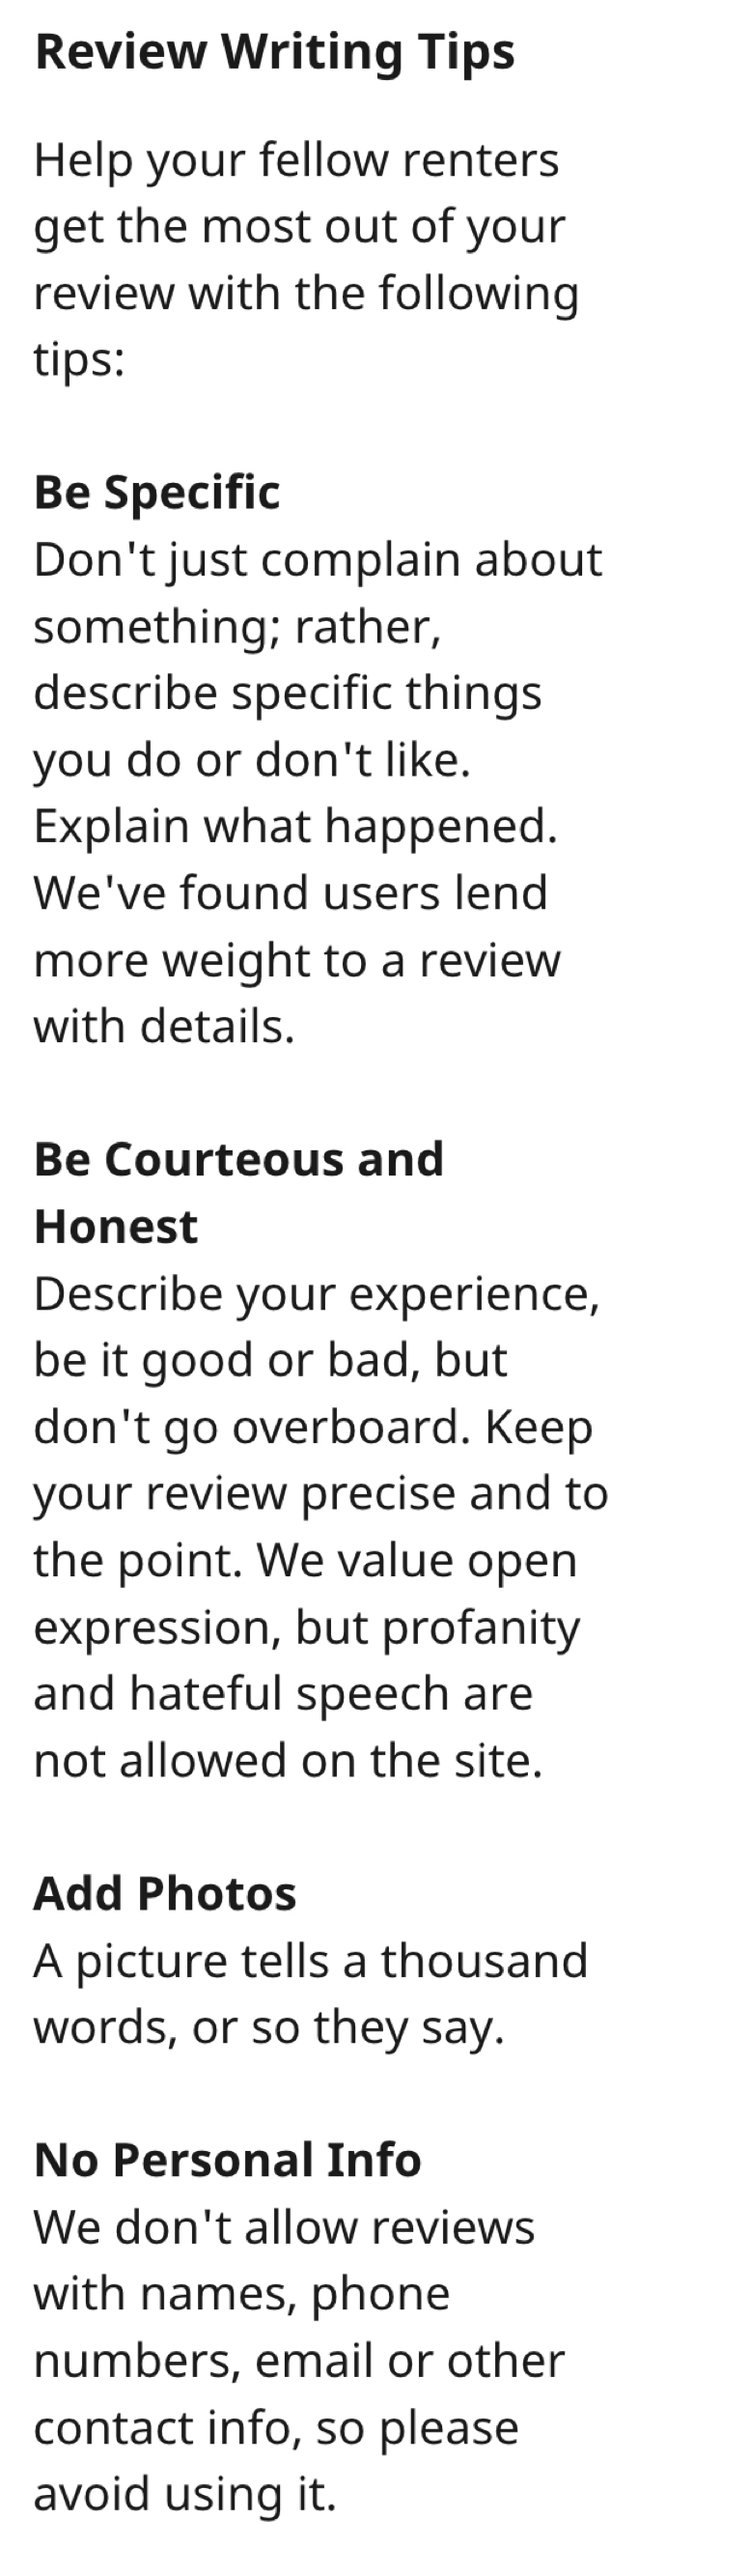 Review Writing Tips
Help your fellow renters
get the most out of your
review with the following
tips:
Be Specific
Don't just complain about
something; rather,
describe specific things
you do or don't like.
Explain what happened.
We've found users lend
more weight to a review
with details.
Be Courteous and
Honest
Describe your experience,
be it good or bad, but
don't go overboard. Keep
your review precise and to
the point. We value open
expression, but profanity
and hateful speech are
not allowed on the site.
Add Photos
A picture tells a thousand
words, or so they say.
No Personal Info
We don't allow reviews
with names, phone
numbers, email or other
contact info, so please
avoid using it.